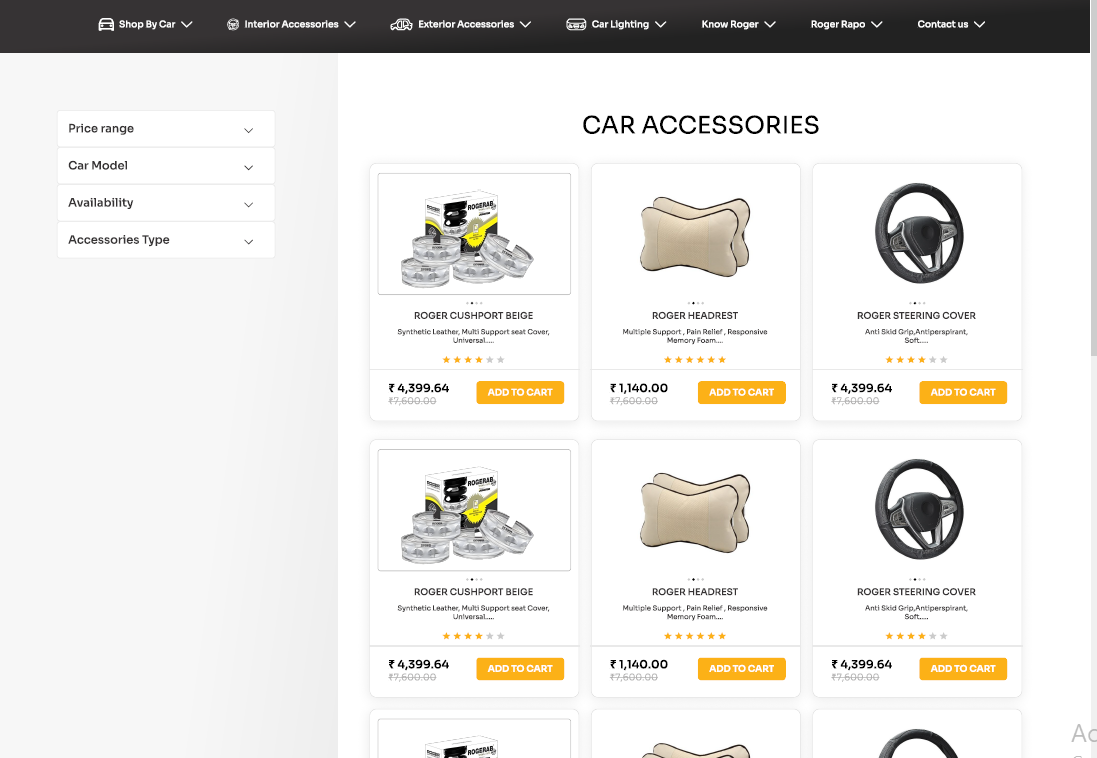 Shop By Car
Interior Accessories
Exterior Accessories
Car Lighting
Know Roger
Roger Rapo
Contact us
Price range
Car Model
Availability
Accessories Type
CAR ACCESSORIES
ROGERAB
ROGER CUSHPORT BEIGE
Synthetic Leather, Multi Support seat Cover,
Universal.....
₹ 4,399.64
₹7,600.00
ADD TO CART
ROGER HEADREST
Multiple Support , Pain Relief , Responsive
Memory Foam....
₹ 1,140.00
₹7,600.00
ADD TO CART
ROGER STEERING COVER
Anti Skid Grip,Antiperspirant,
Soft.....
₹ 4,399.64
₹7,600.00
ADD TO CART
ROGERAB
ROGER CUSHPORT BEIGE
Synthetic Leather, Multi Support seat Cover,
Universal.....
₹ 4,399.64
₹7,600.00
ADD TO CART
ROGER HEADREST
Multiple Support , Pain Relief , Responsive
Memory Foam....
₹ 1,140.00
₹7,600.00
ADD TO CART
ROGER STEERING COVER
Anti Skid Grip,Antiperspirant,
Soft.....
₹ 4,399.64
₹7,600.00
ADD TO CART
ROGERAB